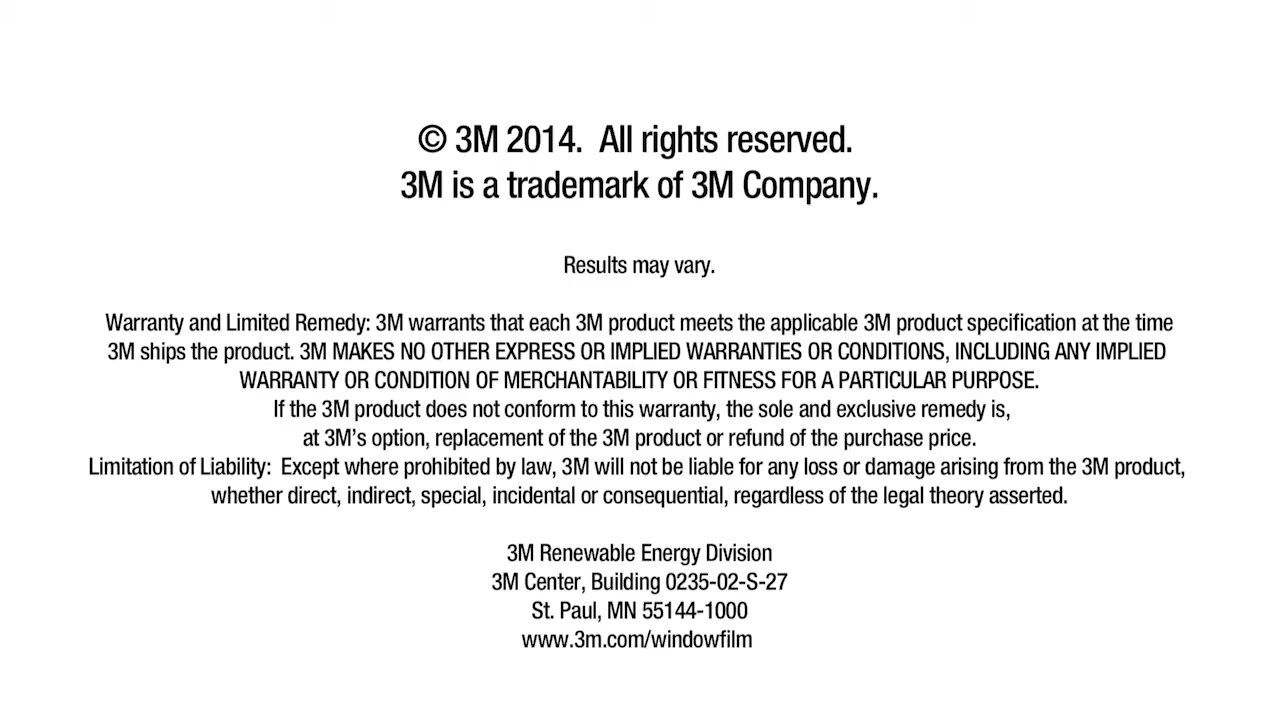 © 3M 2014.  All rights reserved.
3M is a trademark of 3M Company.
Results may vary.
Warranty and Limited Remedy: 3M warrants that each 3M product meets the applicable 3M product specification at the time
3M ships the product. 3M MAKES NO OTHER EXPRESS OR IMPLIED WARRANTIES OR CONDITIONS, INCLUDING ANY IMPLIED
WARRANTY OR CONDITION OF MERCHANTABILITY OR FITNESS FOR A PARTICULAR PURPOSE.
If the 3M product does not conform to this warranty, the sole and exclusive remedy is,
at 3M’s option, replacement of the 3M product or refund of the purchase price.
Limitation of Liability:  Except where prohibited by law, 3M will not be liable for any loss or damage arising from the 3M product,
whether direct, indirect, special, incidental or consequential, regardless of the legal theory asserted.
3M Renewable Energy Division
3M Center, Building 0235-02-S-27
St. Paul, MN 55144-1000
www.3m.com/windowfilm